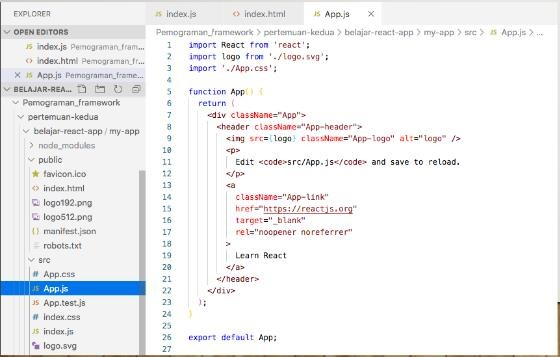 EXPLORER
OPEN EDITORS
JS index.js Pemograman_fram...
<> index.html Pemograman_fr...
× JS App.js Pemograman_frame...
BELAJAR-REA...
Pemograman_framework
pertemuan-kedua
belajar-react-app / my-app
node_modules
public
favicon.ico
<> index.html
logo192.png
logo512.png
{} manifest.json
robots.txt
src
# App.css
JS App.js
JS App.test.js
# index.css
JS index.js
logo.svg
JS index.js
<> index.html
JS App.js ×
Pemograman_framework > pertemuan-kedua > belajar-react-app > my-app > src > JS App.js > ...
1 import React from 'react';
2 import logo from './logo.svg';
3 import './App.css';
4
5 function App() {
6 return (
7 <div className="App">
8 <header className="App-header">
9 <img src={logo} className="App-logo" alt="logo" />
10 <p>
11 Edit <code>src/App.js</code> and save to reload.
12 </p>
13 <a
14 className="App-link"
15 href="https://reactjs.org"
16 target="_blank"
17 rel="noopener noreferrer"
18 >
19 Learn React
20 </a>
21 </header>
22 </div>
23 );
24 }
25
26 export default App;
27